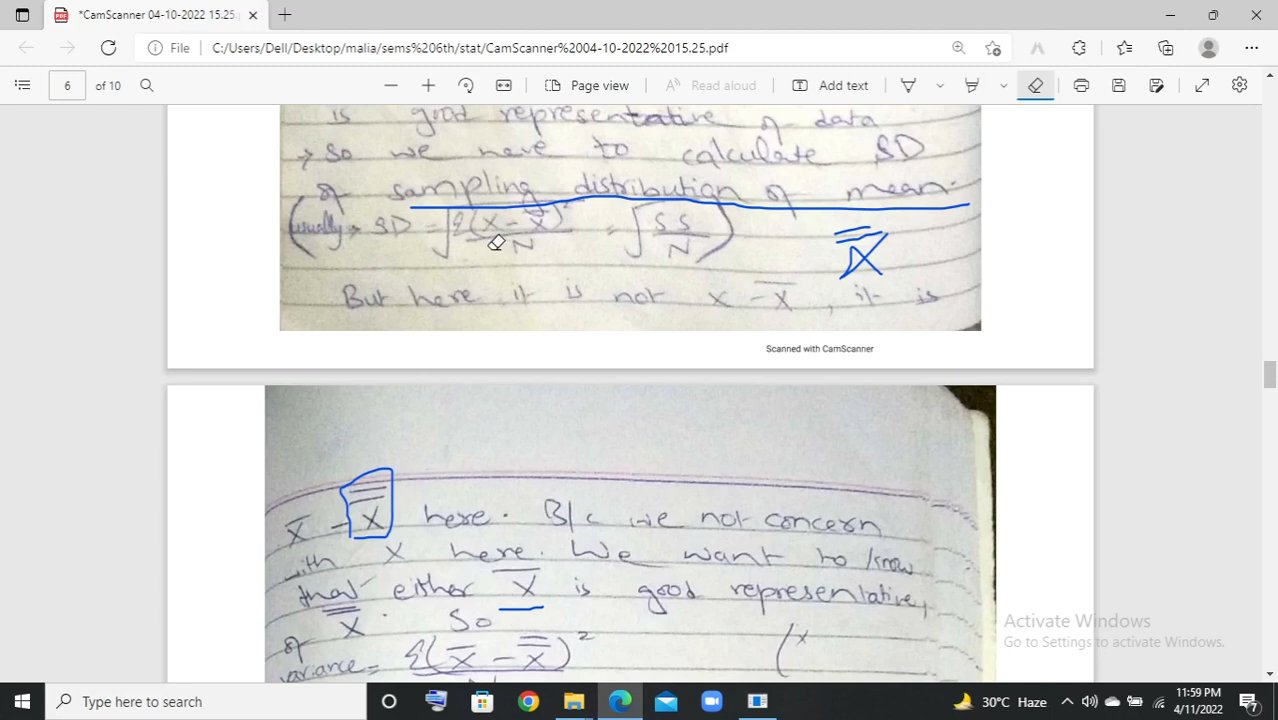 *CamScanner 04-10-2022 15.25.
File C:/Users/Dell/Desktop/malia/sems%206th/stat/CamScanner%2004-10-2022%2015.25.pdf
6 of 10 Page view Read aloud Add text
is good representative of data
→ So we have to calculate SD
of sampling distribution of mean.
(usually → SD = √Σ(X - X̅)² / N = √SS / N)
X̿
But here it is not x - X̅, it is
Scanned with CamScanner
X̅ - X̿ here. B/c we not concern
with X here. We want to know
that either X̅ is good representative,
of X̿. So
variance = Σ(X̅ - X̿)²
(x
Activate Windows
Go to Settings to activate Windows.
Type here to search
30°C Haze
11:59 PM
4/11/2022
7